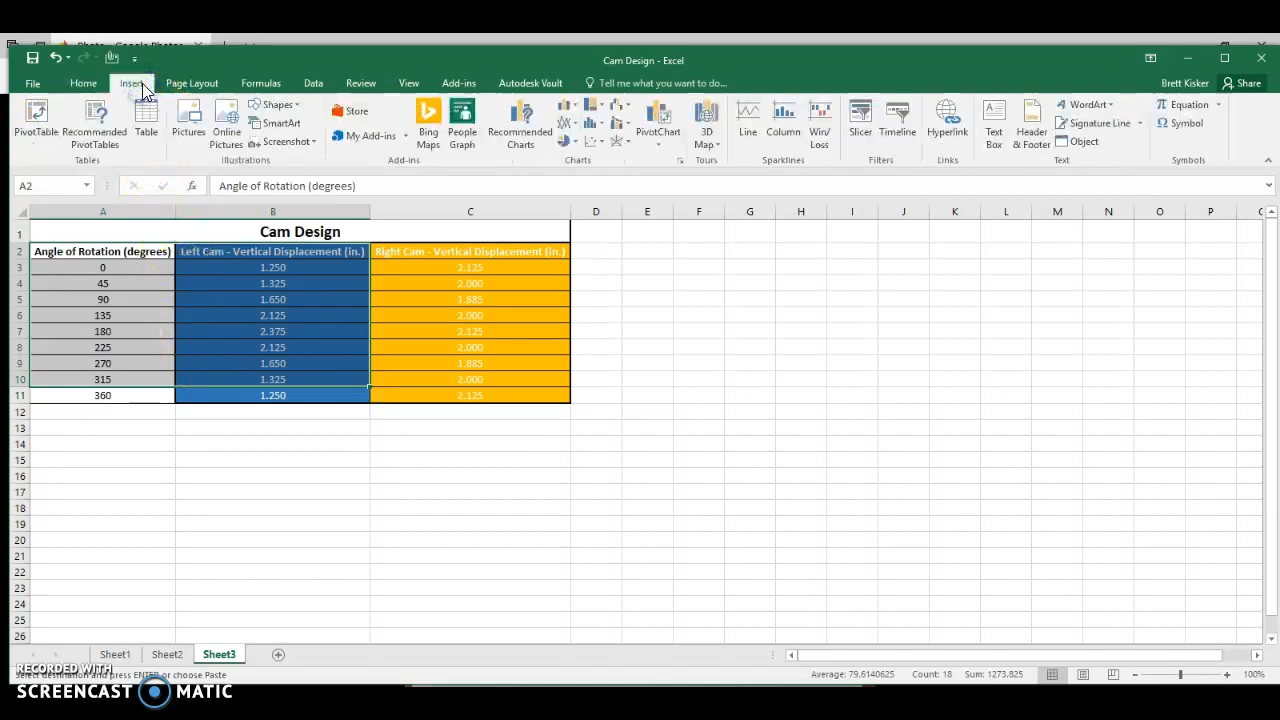 Photo - Google Photos
Cam Design - Excel
File Home Insert Page Layout Formulas Data Review View Add-ins Autodesk Vault Tell me what you want to do... Brett Kisker Share
PivotTable Recommended PivotTables Table Pictures Online Pictures Shapes SmartArt Screenshot Store My Add-ins Bing Maps People Graph Recommended Charts PivotChart 3D Map Line Column Win/Loss Slicer Timeline Hyperlink Text Box Header & Footer WordArt Signature Line Object Equation Symbol
Tables Illustrations Add-ins Charts Tours Sparklines Filters Links Text Symbols
A2 fx Angle of Rotation (degrees)
A B C D E F G H I J K L M N O P
1 Cam Design
2 Angle of Rotation (degrees) Left Cam - Vertical Displacement (in.) Right Cam - Vertical Displacement (in.)
3 0 1.250 2.125
4 45 1.325 2.000
5 90 1.650 1.885
6 135 2.125 2.000
7 180 2.375 2.125
8 225 2.125 2.000
9 270 1.650 1.885
10 315 1.325 2.000
11 360 1.250 2.125
12
13
14
15
16
17
18
19
20
21
22
23
24
25
26
Sheet1 Sheet2 Sheet3
RECORDED WITH
Select destination and press ENTER or choose Paste Average: 79.6140625 Count: 18 Sum: 1273.825 100%
SCREENCAST MATIC